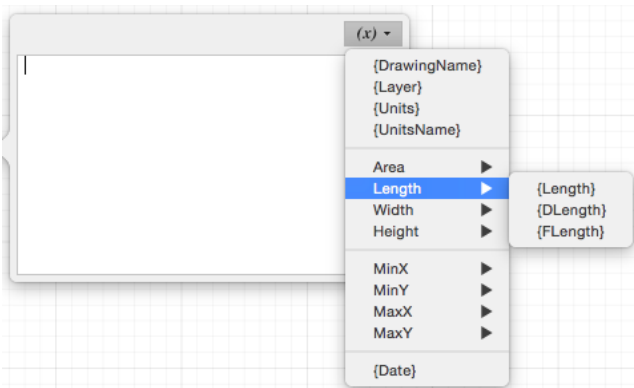 (x)
{DrawingName}
{Layer}
{Units}
{UnitsName}
Area
Length
Width
Height
{Length}
{DLength}
{FLength}
MinX
MinY
MaxX
MaxY
{Date}